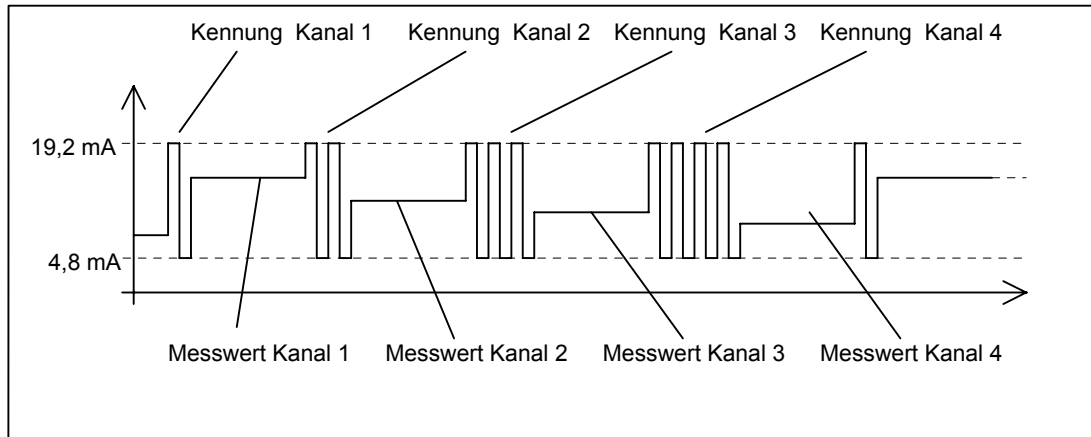 Kennung Kanal 1 Kennung Kanal 2 Kennung Kanal 3 Kennung Kanal 4
19,2 mA
4,8 mA
Messwert Kanal 1 Messwert Kanal 2 Messwert Kanal 3 Messwert Kanal 4